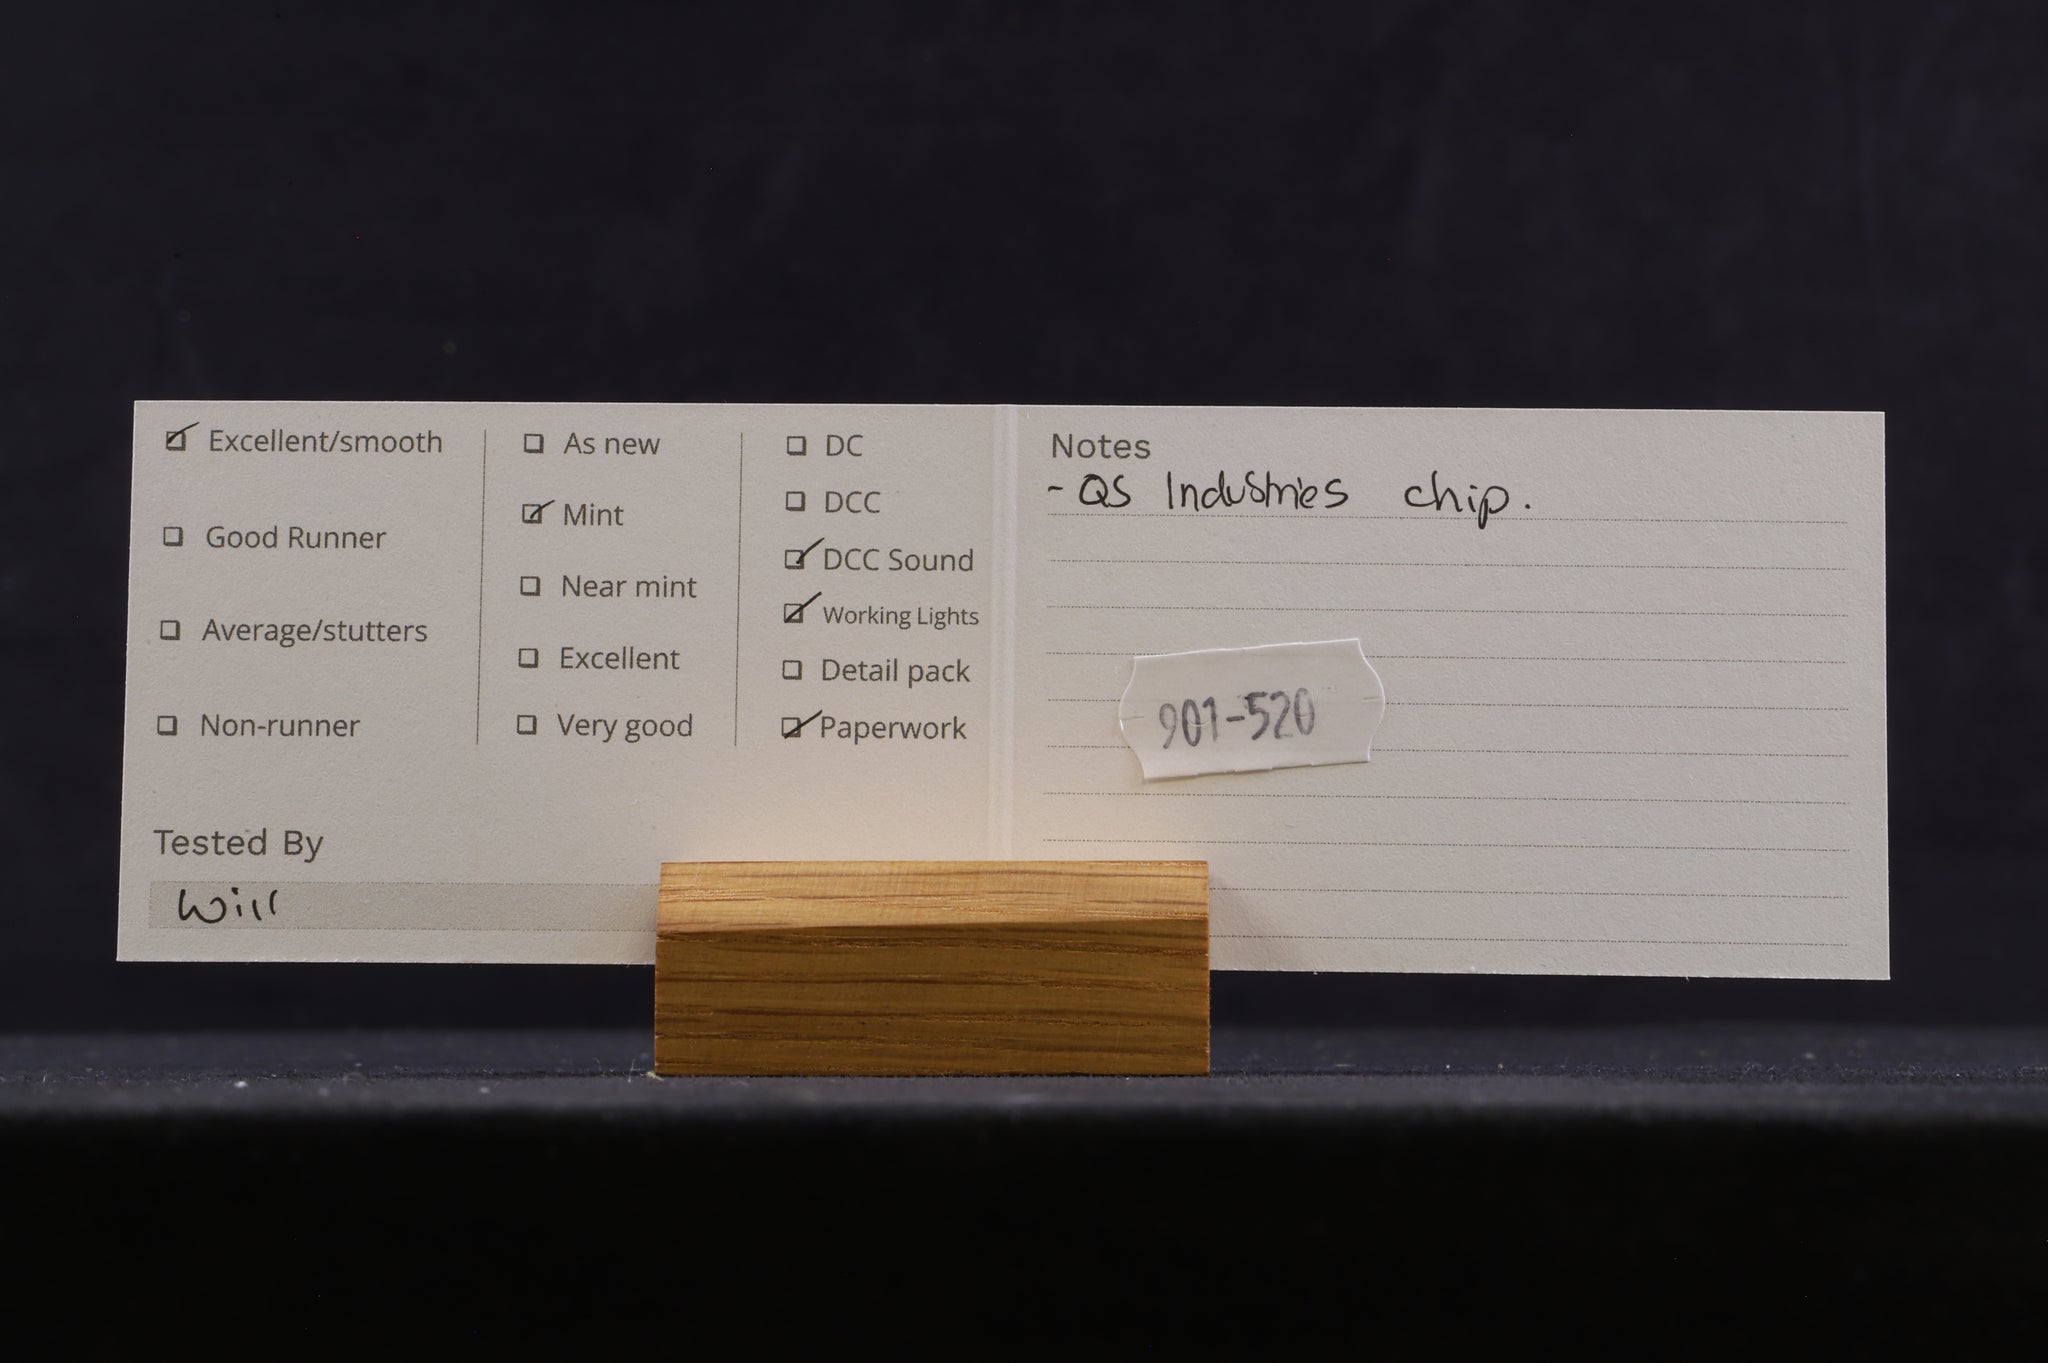 Excellent/smooth
Good Runner
Average/stutters
Non-runner
As new
Mint
Near mint
Excellent
Very good
DC
DCC
DCC Sound
Working Lights
Detail pack
Paperwork
Tested By
Will
Notes
- QS Industries chip.
901-520